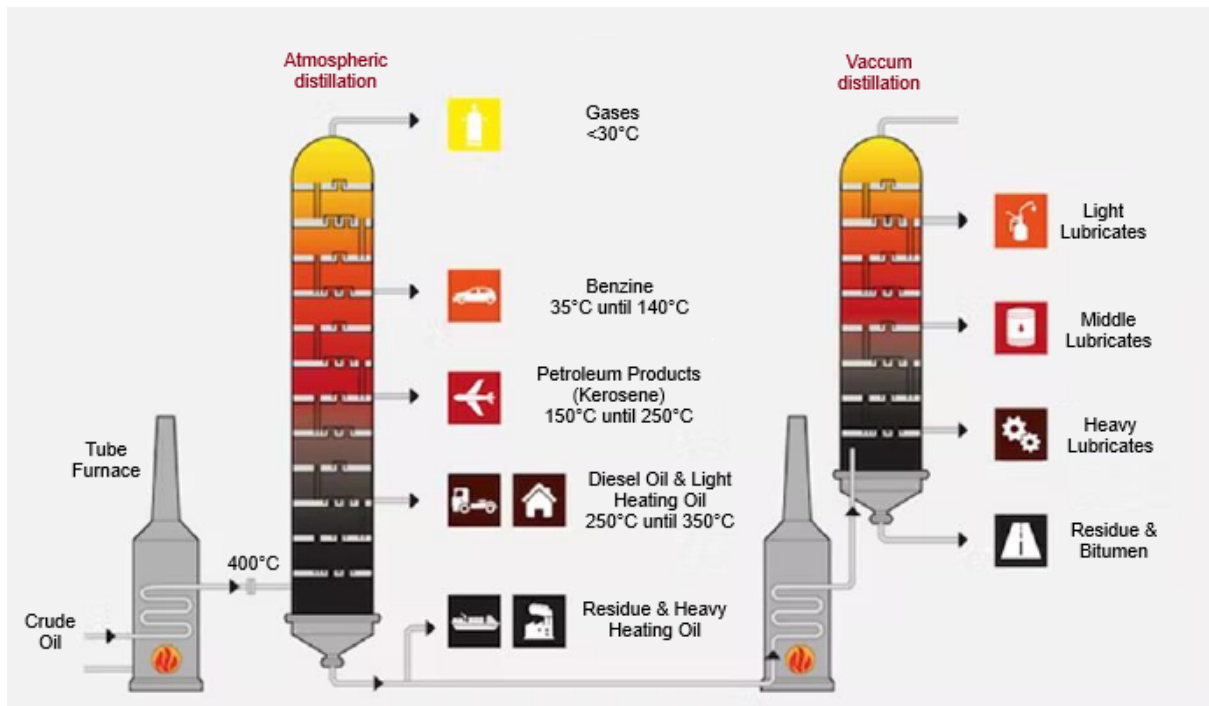 Atmospheric
distillation
Vaccum
distillation
Gases
<30°C
Benzine
35°C until 140°C
Petroleum Products
(Kerosene)
150°C until 250°C
Diesel Oil & Light
Heating Oil
250°C until 350°C
Residue & Heavy
Heating Oil
Tube
Furnace
400°C
Crude
Oil
Light
Lubricates
Middle
Lubricates
Heavy
Lubricates
Residue &
Bitumen